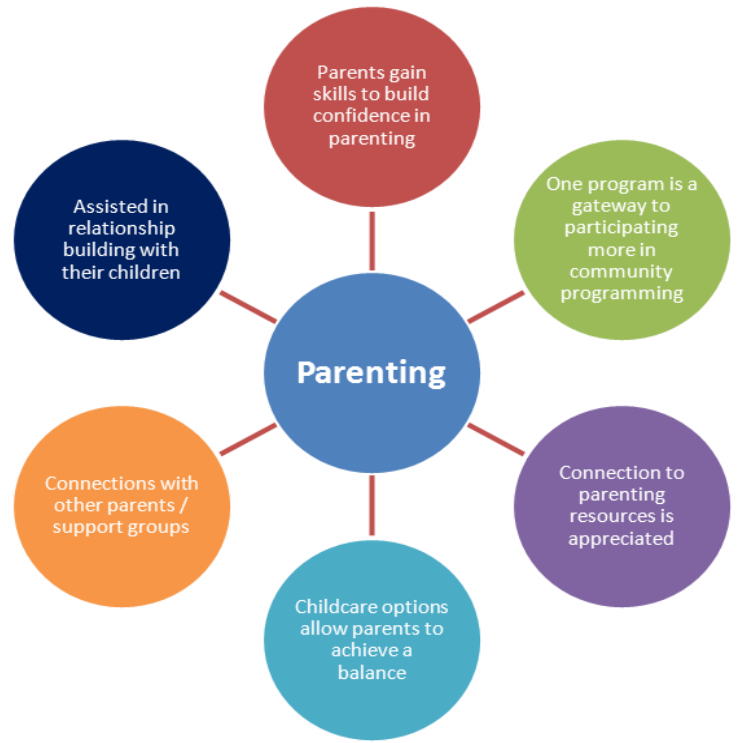 Parents gain
skills to build
confidence in
parenting
One program is a
gateway to
participating
more in
community
programming
Connection to
parenting
resources is
appreciated
Childcare options
allow parents to
achieve a
balance
Connections with
other parents /
support groups
Assisted in
relationship
building with
their children
Parenting